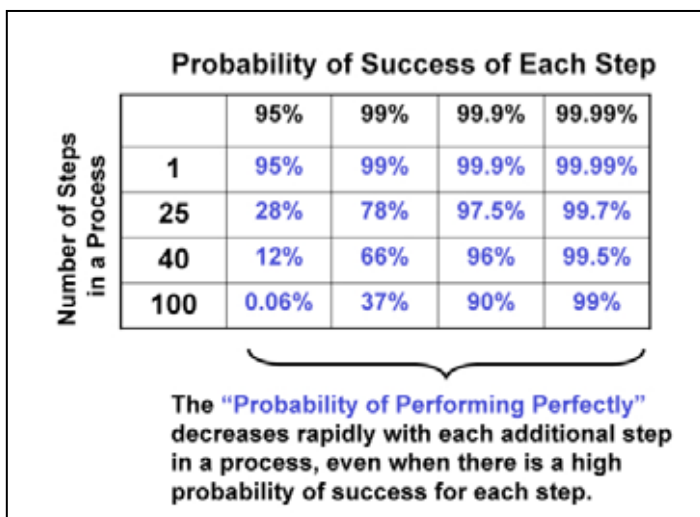 Probability of Success of Each Step
Number of Steps
in a Process
95% 99% 99.9% 99.99%
1 95% 99% 99.9% 99.99%
25 28% 78% 97.5% 99.7%
40 12% 66% 96% 99.5%
100 0.06% 37% 90% 99%
The “Probability of Performing Perfectly”
decreases rapidly with each additional step
in a process, even when there is a high
probability of success for each step.